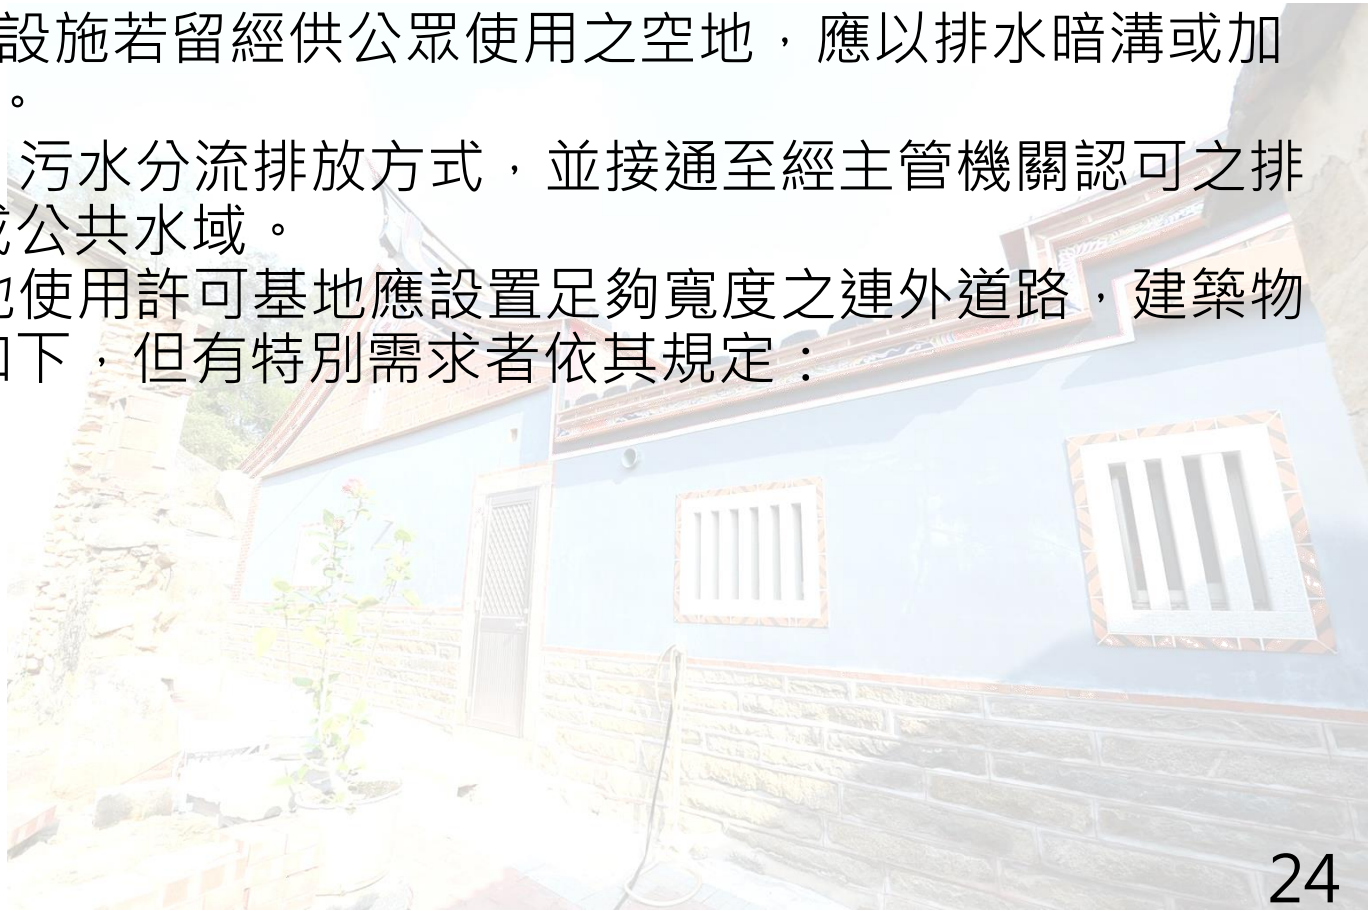 設施若留經供公眾使用之空地，應以排水暗溝或加
。
污水分流排放方式，並接通至經主管機關認可之排
公共水域。
使用許可基地應設置足夠寬度之連外道路，建築物
下，但有特別需求者依其規定：
24